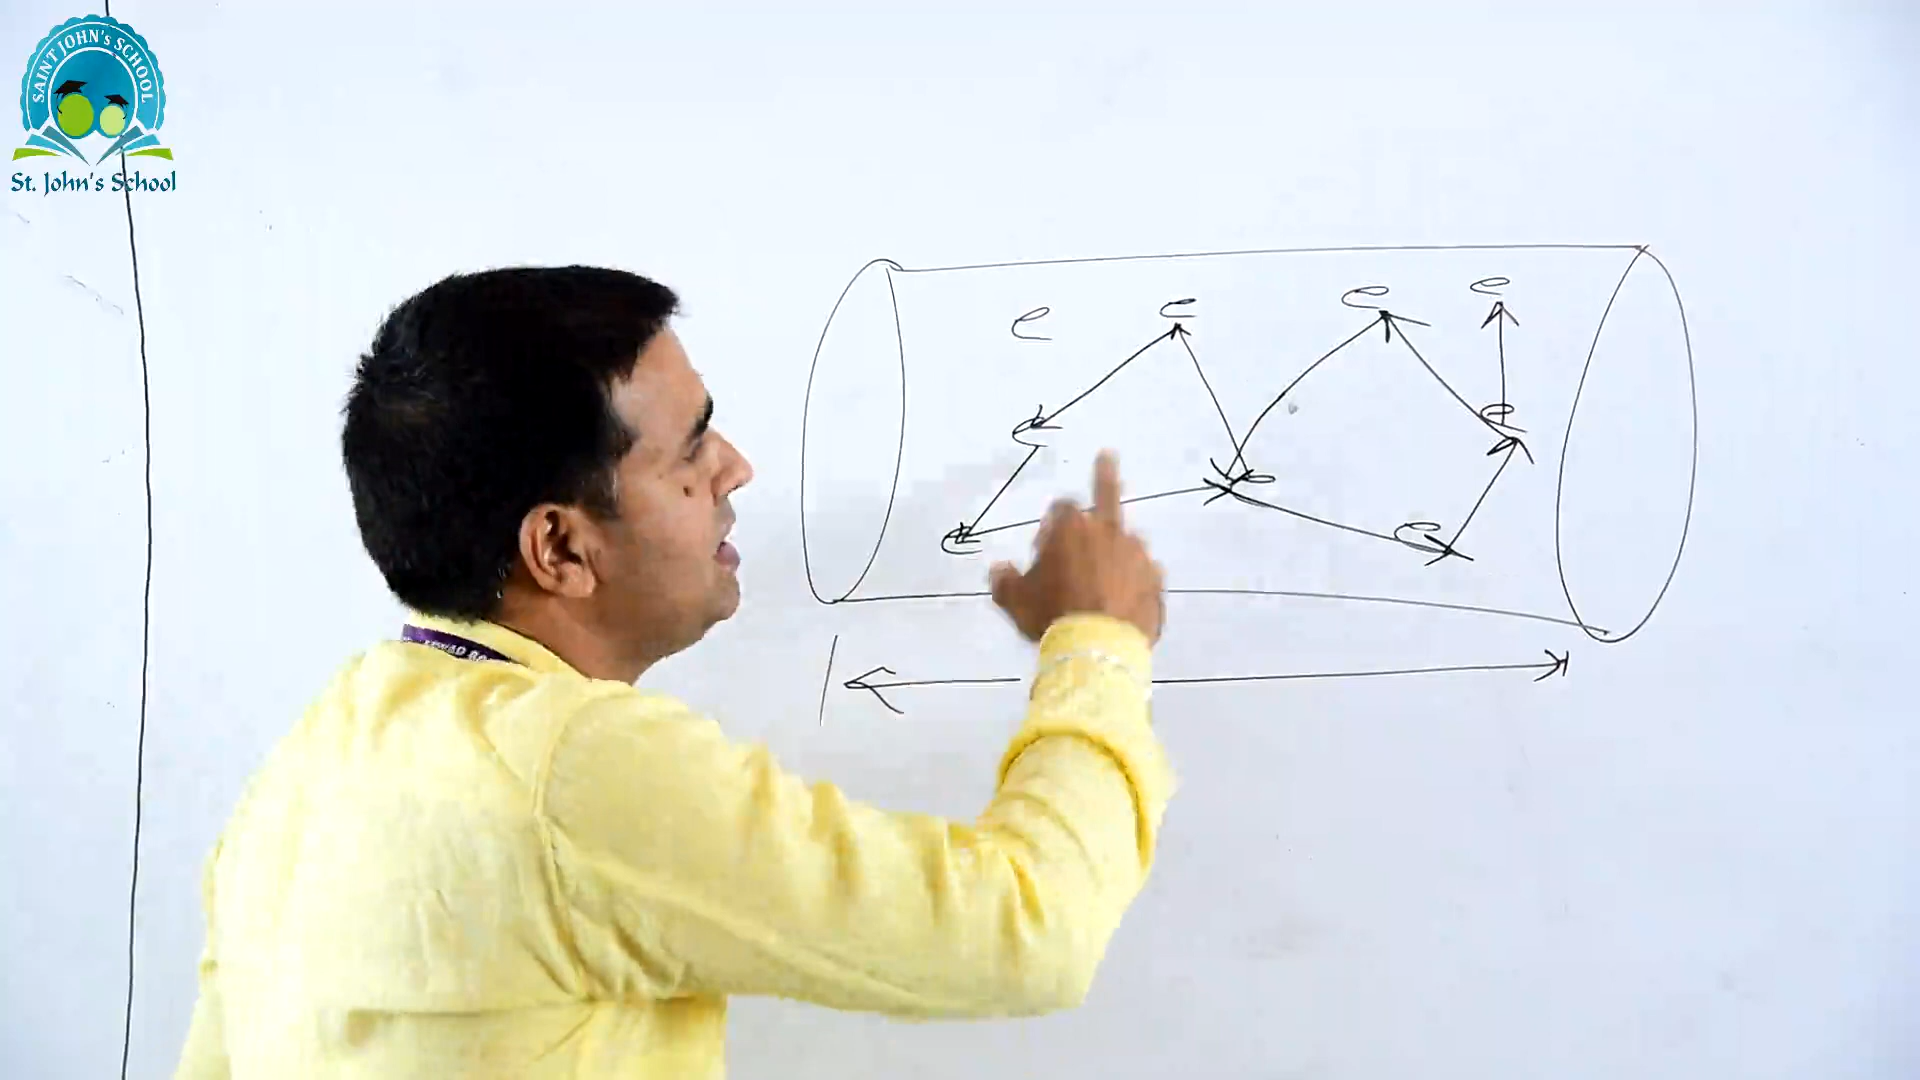 SAINT JOHN's SCHOOL
St. John's School
e e e e
e e
e
e e